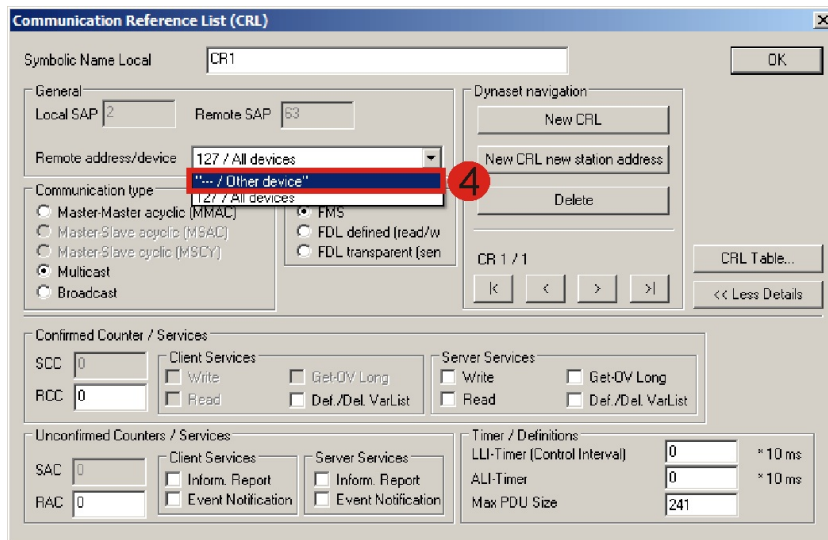 Communication Reference List (CRL)
Symbolic Name Local CR1 OK
General
Local SAP 2 Remote SAP 63
Remote address/device 127 / All devices
"--- / Other device" 4
127 / All devices
Dynaset navigation
New CRL
New CRL new station address
Delete
CR 1 / 1
|< < > >|
CRL Table...
<< Less Details
Communication type
Master-Master acyclic (MMAC)
Master-Slave acyclic (MSAC)
Master-Slave cyclic (MSCY)
Multicast
Broadcast
FMS
FDL defined (read/w
FDL transparent (sen
Confirmed Counter / Services
SCC 0
RCC 0
Client Services
Write Get-OV Long
Read Def./Del. VarList
Server Services
Write Get-OV Long
Read Def./Del. VarList
Unconfirmed Counters / Services
SAC 0
RAC 0
Client Services
Inform. Report
Event Notification
Server Services
Inform. Report
Event Notification
Timer / Definitions
LLI-Timer (Control Interval) 0 * 10 ms
ALI-Timer 0 * 10 ms
Max PDU Size 241